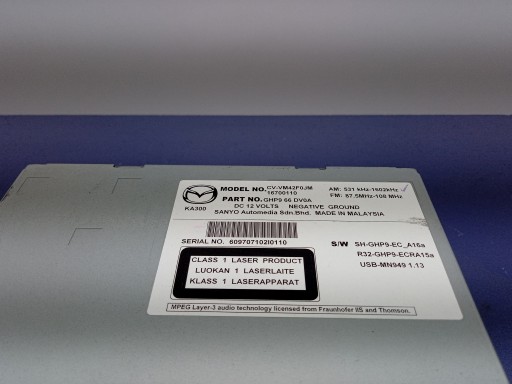 MODEL NO. CV-VM42F0JM AM: 531 kHz-1602kHz
16700110 FM: 87.5MHz-108 MHz
PART NO. GHP9 66 DV0A
KA300
DC 12 VOLTS NEGATIVE GROUND
SANYO Automedia Sdn.Bhd. MADE IN MALAYSIA
SERIAL NO. 609707102I0110
S/W SH-GHP9-EC_A16a
R32-GHP9-ECRA15a
USB-MN949 1.13
CLASS 1 LASER PRODUCT
LUOKAN 1 LASERLAITE
KLASS 1 LASERAPPARAT
MPEG Layer-3 audio technology licensed from Fraunhofer IIS and Thomson.